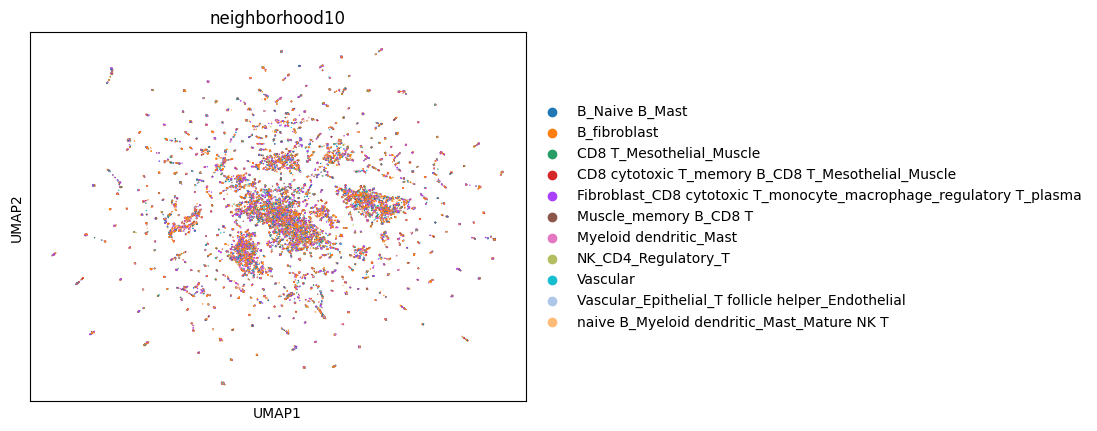 neighborhood10
UMAP2
UMAP1
B_Naive B_Mast
B_fibroblast
CD8 T_Mesothelial_Muscle
CD8 cytotoxic T_memory B_CD8 T_Mesothelial_Muscle
Fibroblast_CD8 cytotoxic T_monocyte_macrophage_regulatory T_plasma
Muscle_memory B_CD8 T
Myeloid dendritic_Mast
NK_CD4_Regulatory_T
Vascular
Vascular_Epithelial_T follicle helper_Endothelial
naive B_Myeloid dendritic_Mast_Mature NK T